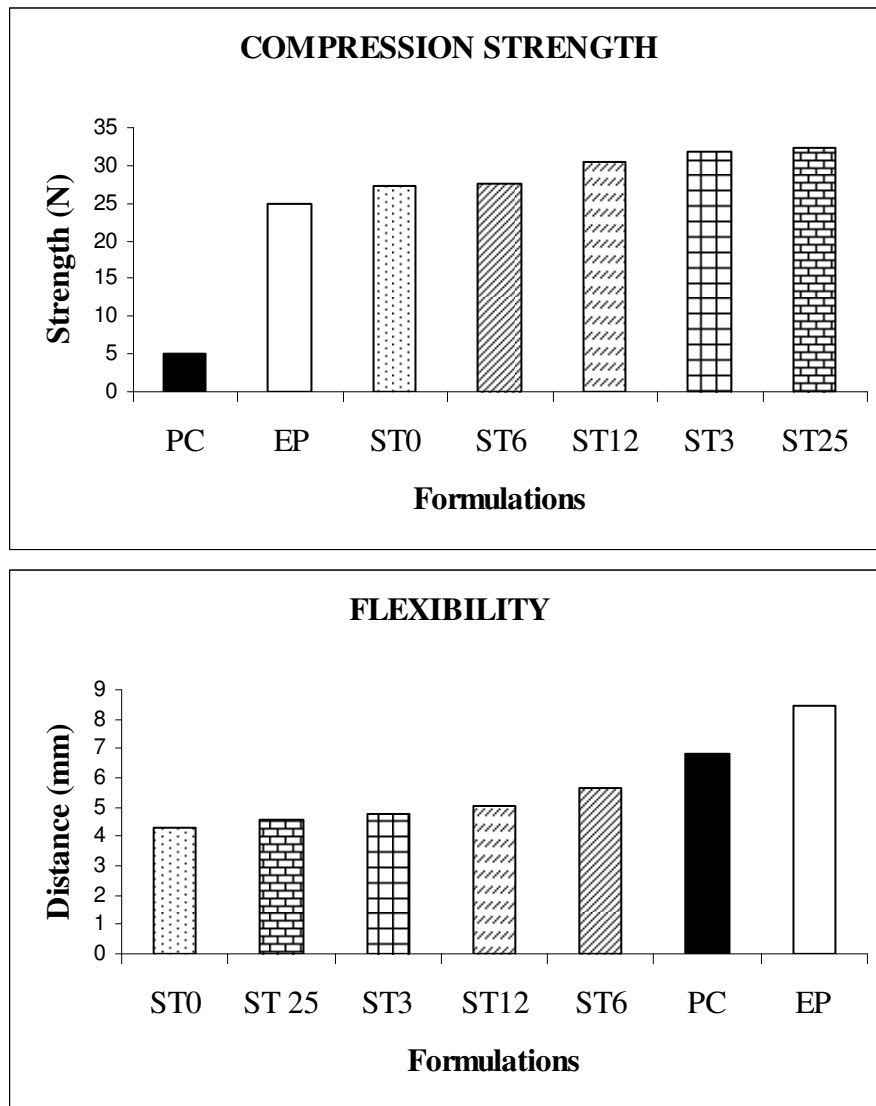 COMPRESSION STRENGTH
Strength (N)
35
30
25
20
15
10
5
0
PC EP ST0 ST6 ST12 ST3 ST25
Formulations
FLEXIBILITY
Distance (mm)
9
8
7
6
5
4
3
2
1
0
ST0 ST 25 ST3 ST12 ST6 PC EP
Formulations